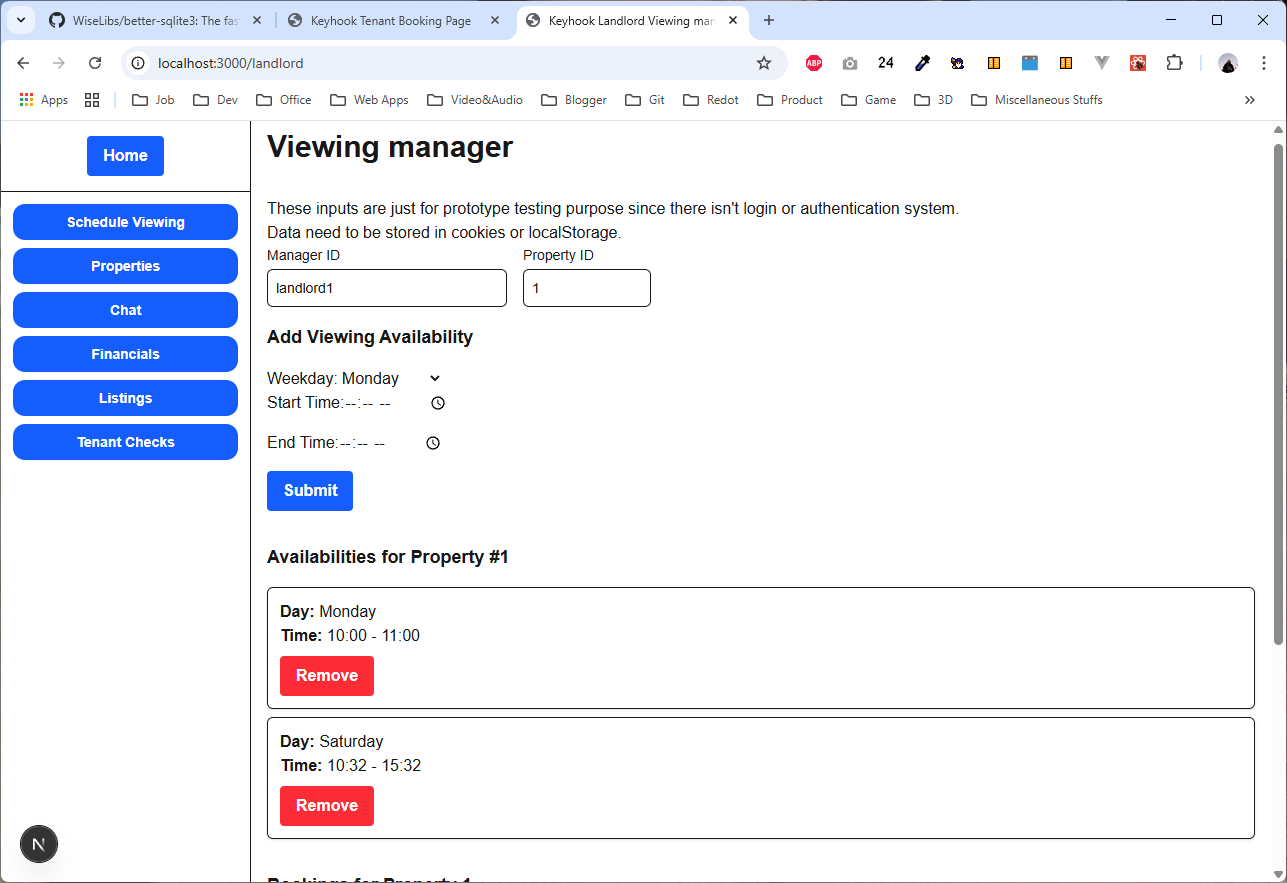 WiseLibs/better-sqlite3: The fas
Keyhook Tenant Booking Page
Keyhook Landlord Viewing man
localhost:3000/landlord
ABP
24
Apps
Job
Dev
Office
Web Apps
Video&Audio
Blogger
Git
Redot
Product
Game
3D
Miscellaneous Stuffs
Home
Schedule Viewing
Properties
Chat
Financials
Listings
Tenant Checks
N
Viewing manager
These inputs are just for prototype testing purpose since there isn't login or authentication system.
Data need to be stored in cookies or localStorage.
Manager ID
Property ID
landlord1
1
Add Viewing Availability
Weekday: Monday
Start Time:--:-- --
End Time:--:-- --
Submit
Availabilities for Property #1
Day: Monday
Time: 10:00 - 11:00
Remove
Day: Saturday
Time: 10:32 - 15:32
Remove
Bookings for Property 1